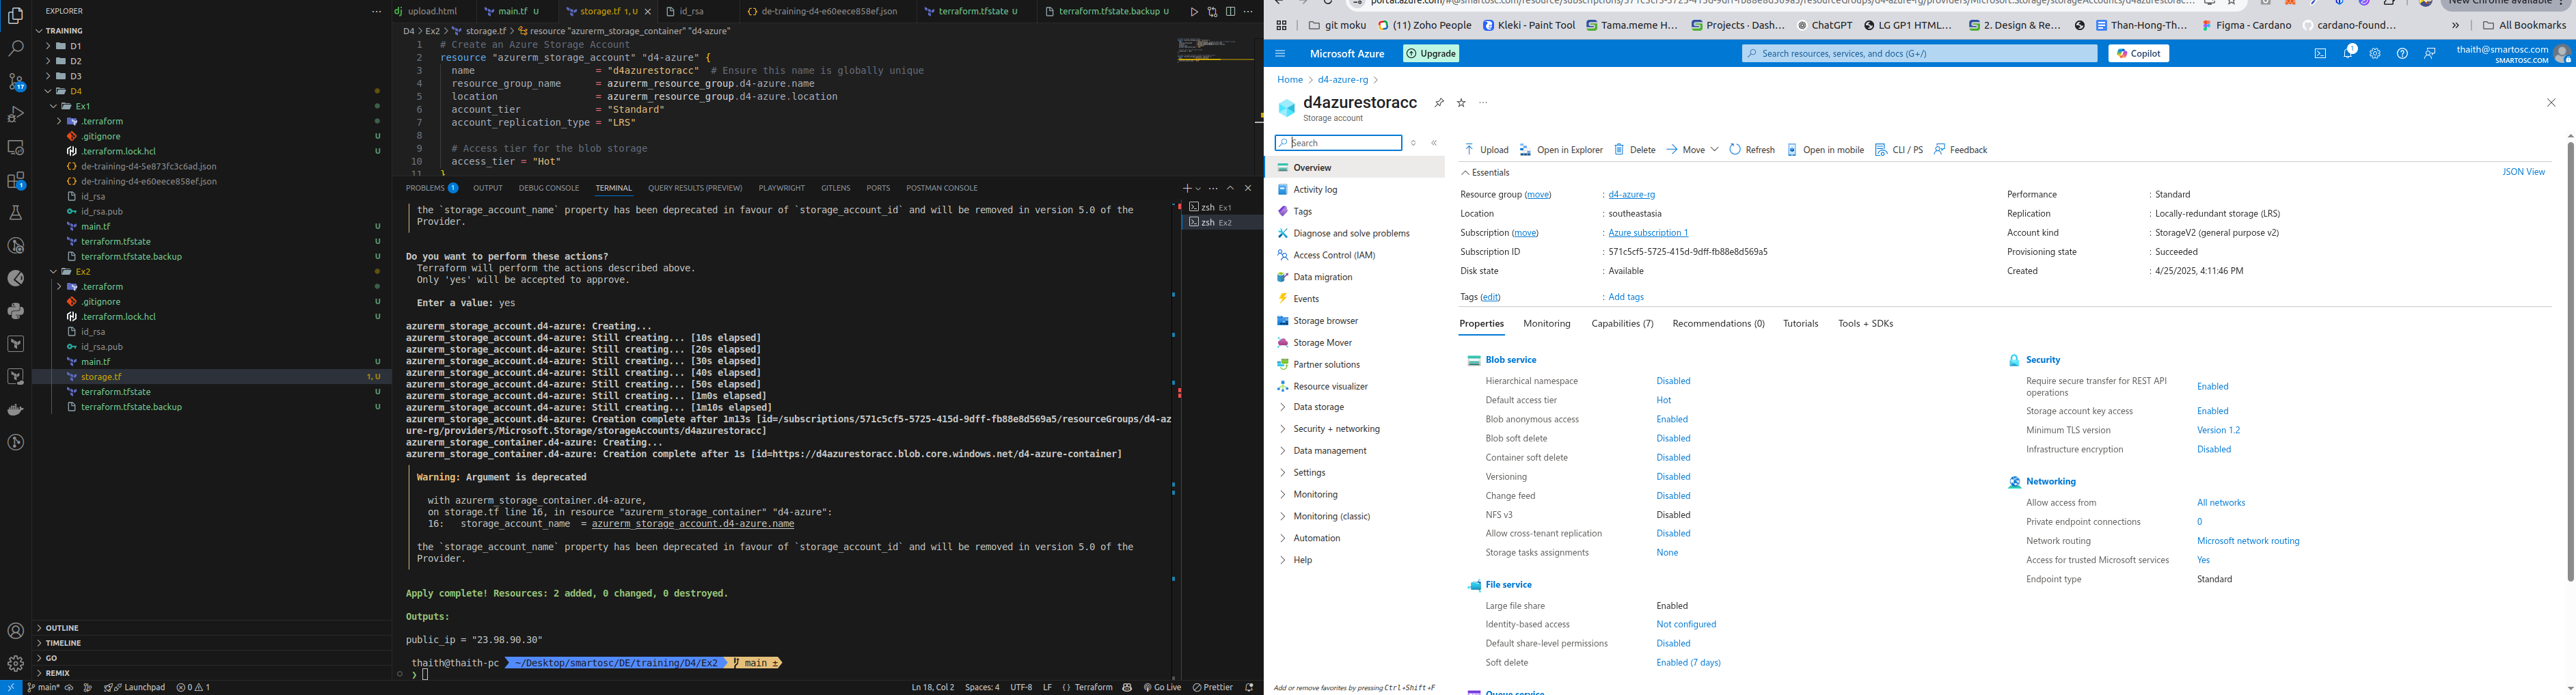 EXPLORER
TRAINING
D1
D2
D3
D4
Ex1
.terraform
.gitignore
.terraform.lock.hcl U
de-training-d4-5e873fc3c6ad.json
de-training-d4-e60eece858ef.json
id_rsa
id_rsa.pub
main.tf U
terraform.tfstate U
terraform.tfstate.backup U
Ex2
.terraform
.gitignore U
.terraform.lock.hcl U
id_rsa
id_rsa.pub
main.tf U
storage.tf 1, U
terraform.tfstate U
terraform.tfstate.backup U
OUTLINE
TIMELINE
GO
REMIX
17
1
upload.html main.tf U storage.tf 1, U id_rsa de-training-d4-e60eece858ef.json terraform.tfstate U terraform.tfstate.backup U
D4 > Ex2 > storage.tf > resource "azurerm_storage_container" "d4-azure"
1 # Create an Azure Storage Account
2 resource "azurerm_storage_account" "d4-azure" {
3 name = "d4azurestoracc" # Ensure this name is globally unique
4 resource_group_name = azurerm_resource_group.d4-azure.name
5 location = azurerm_resource_group.d4-azure.location
6 account_tier = "Standard"
7 account_replication_type = "LRS"
8
9 # Access tier for the blob storage
10 access_tier = "Hot"
11 }
PROBLEMS 1 OUTPUT DEBUG CONSOLE TERMINAL QUERY RESULTS (PREVIEW) PLAYWRIGHT GITLENS PORTS POSTMAN CONSOLE
zsh Ex1
zsh Ex2
the `storage_account_name` property has been deprecated in favour of `storage_account_id` and will be removed in version 5.0 of the
Provider.
Do you want to perform these actions?
Terraform will perform the actions described above.
Only 'yes' will be accepted to approve.
Enter a value: yes
azurerm_storage_account.d4-azure: Creating...
azurerm_storage_account.d4-azure: Still creating... [10s elapsed]
azurerm_storage_account.d4-azure: Still creating... [20s elapsed]
azurerm_storage_account.d4-azure: Still creating... [30s elapsed]
azurerm_storage_account.d4-azure: Still creating... [40s elapsed]
azurerm_storage_account.d4-azure: Still creating... [50s elapsed]
azurerm_storage_account.d4-azure: Still creating... [1m0s elapsed]
azurerm_storage_account.d4-azure: Still creating... [1m10s elapsed]
azurerm_storage_account.d4-azure: Creation complete after 1m13s [id=/subscriptions/571c5cf5-5725-415d-9dff-fb88e8d569a5/resourceGroups/d4-az
ure-rg/providers/Microsoft.Storage/storageAccounts/d4azurestoracc]
azurerm_storage_container.d4-azure: Creating...
azurerm_storage_container.d4-azure: Creation complete after 1s [id=https://d4azurestoracc.blob.core.windows.net/d4-azure-container]
Warning: Argument is deprecated
with azurerm_storage_container.d4-azure,
on storage.tf line 16, in resource "azurerm_storage_container" "d4-azure":
16: storage_account_name = azurerm_storage_account.d4-azure.name
the `storage_account_name` property has been deprecated in favour of `storage_account_id` and will be removed in version 5.0 of the
Provider.
Apply complete! Resources: 2 added, 0 changed, 0 destroyed.
Outputs:
public_ip = "23.98.90.30"
thaith@thaith-pc ~/Desktop/smartosc/DE/training/D4/Ex2 main ±
main* Launchpad 0 1 Ln 18, Col 2 Spaces: 4 UTF-8 LF Terraform Go Live Prettier
git moku (11) Zoho People Kleki - Paint Tool Tama.meme H... Projects · Dash... ChatGPT LG GP1 HTML... 2. Design & Re... Than-Hong-Th... Figma - Cardano cardano-found... All Bookmarks
Microsoft Azure Upgrade Search resources, services, and docs (G+/) Copilot 1 thaith@smartosc.com
SMARTOSC.COM
Home > d4-azure-rg >
d4azurestoracc
Storage account
Search
Overview
Activity log
Tags
Diagnose and solve problems
Access Control (IAM)
Data migration
Events
Storage browser
Storage Mover
Partner solutions
Resource visualizer
Data storage
Security + networking
Data management
Settings
Monitoring
Monitoring (classic)
Automation
Help
Add or remove favorites by pressing Ctrl+Shift+F
Upload Open in Explorer Delete Move Refresh Open in mobile CLI / PS Feedback
Essentials JSON View
Resource group (move) : d4-azure-rg
Location : southeastasia
Subscription (move) : Azure subscription 1
Subscription ID : 571c5cf5-5725-415d-9dff-fb88e8d569a5
Disk state : Available
Tags (edit) : Add tags
Performance : Standard
Replication : Locally-redundant storage (LRS)
Account kind : StorageV2 (general purpose v2)
Provisioning state : Succeeded
Created : 4/25/2025, 4:11:46 PM
Properties Monitoring Capabilities (7) Recommendations (0) Tutorials Tools + SDKs
Blob service
Hierarchical namespace Disabled
Default access tier Hot
Blob anonymous access Enabled
Blob soft delete Disabled
Container soft delete Disabled
Versioning Disabled
Change feed Disabled
NFS v3 Disabled
Allow cross-tenant replication Disabled
Storage tasks assignments None
File service
Large file share Enabled
Identity-based access Not configured
Default share-level permissions Disabled
Soft delete Enabled (7 days)
Security
Require secure transfer for REST API
operations Enabled
Storage account key access Enabled
Minimum TLS version Version 1.2
Infrastructure encryption Disabled
Networking
Allow access from All networks
Private endpoint connections 0
Network routing Microsoft network routing
Access for trusted Microsoft services Yes
Endpoint type Standard